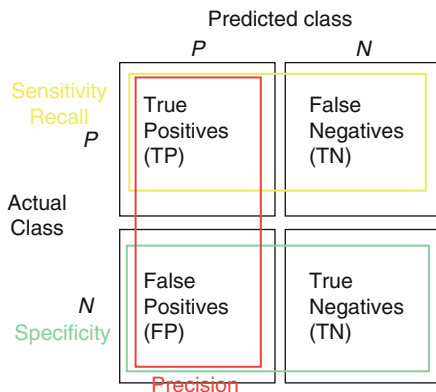 Predicted class
P
N
Sensitivity
Recall
P
True
Positives
(TP)
False
Negatives
(TN)
Actual
Class
N
Specificity
False
Positives
(FP)
True
Negatives
(TN)
Precision